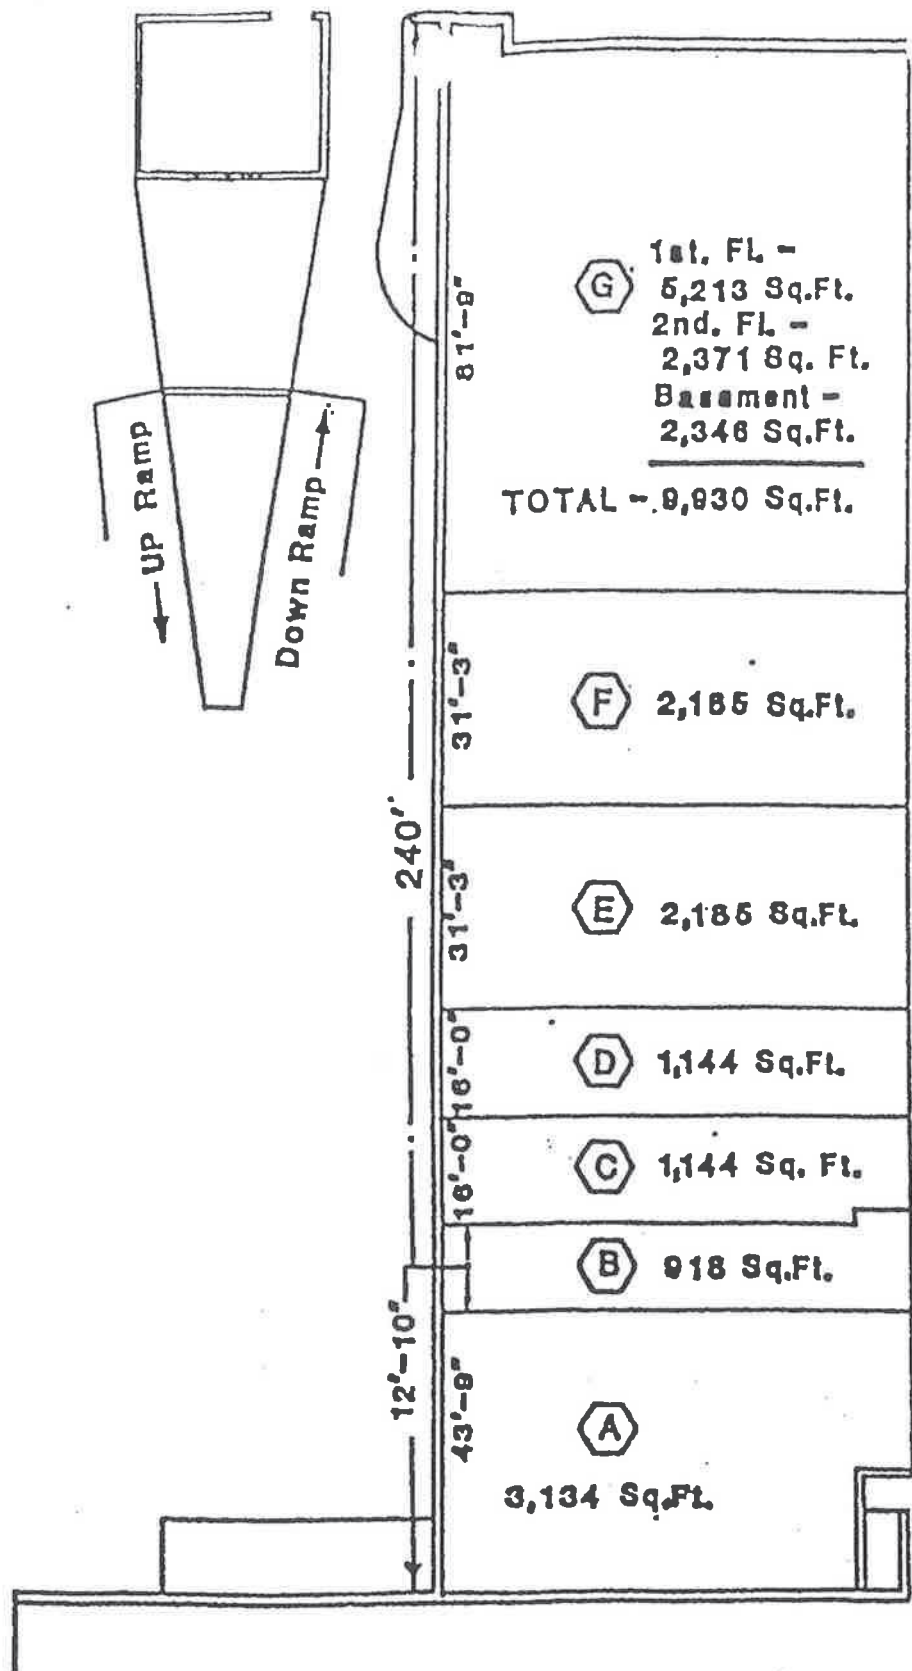 G
1st. Fl. -
5,213 Sq.Ft.
2nd. Fl. -
2,371 Sq. Ft.
Basement -
2,346 Sq.Ft.
TOTAL - 9,930 Sq.Ft.
81'-9"
UP Ramp
Down Ramp
F 2,185 Sq.Ft.
31'-3"
240'
E 2,185 Sq.Ft.
31'-3"
D 1,144 Sq.Ft.
16'-0"
C 1,144 Sq. Ft.
16'-0"
B 918 Sq.Ft.
12'-10"
43'-9"
A
3,134 Sq.Ft.